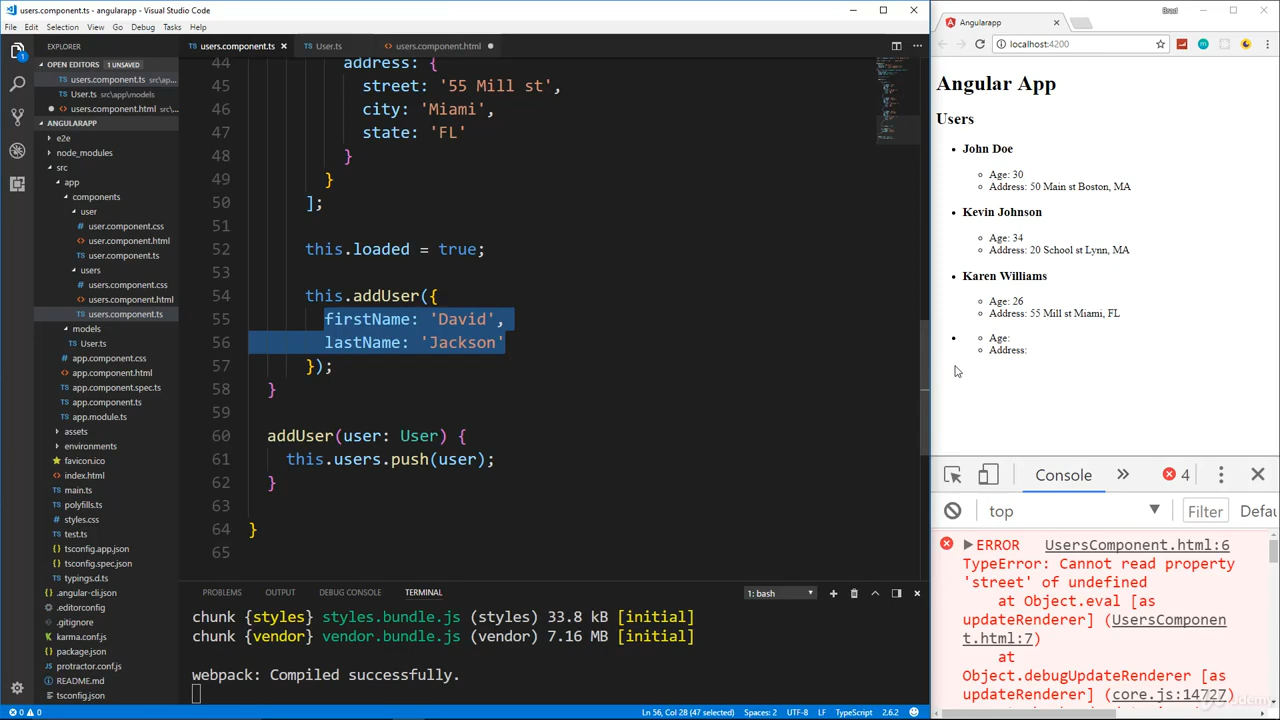 users.component.ts - angularapp - Visual Studio Code
File Edit Selection View Go Debug Tasks Help
EXPLORER
OPEN EDITORS 1 UNSAVED
users.component.ts src\ap...
User.ts src\app\models
users.component.html
ANGULARAPP
e2e
node_modules
src
app
components
user
user.component.css
user.component.html
user.component.ts
users
users.component.css
users.component.html
users.component.ts
models
User.ts
app.component.css
app.component.html
app.component.spec.ts
app.component.ts
app.module.ts
assets
environments
favicon.ico
index.html
main.ts
polyfills.ts
styles.css
test.ts
tsconfig.app.json
tsconfig.spec.json
typings.d.ts
.angular-cli.json
.editorconfig
.gitignore
karma.conf.js
package.json
protractor.conf.js
README.md
tsconfig.json
users.component.ts User.ts users.component.html
44 address: {
45 street: '55 Mill st',
46 city: 'Miami',
47 state: 'FL'
48 }
49 }
50 ];
51
52 this.loaded = true;
53
54 this.addUser({
55 firstName: 'David',
56 lastName: 'Jackson'
57 });
58 }
59
60 addUser(user: User) {
61 this.users.push(user);
62 }
63
64 }
65
PROBLEMS OUTPUT DEBUG CONSOLE TERMINAL 1: bash
chunk {styles} styles.bundle.js (styles) 33.8 kB [initial]
chunk {vendor} vendor.bundle.js (vendor) 7.16 MB [initial]
webpack: Compiled successfully.
0 0 Ln 56, Col 28 (47 selected) Spaces: 2 UTF-8 LF TypeScript 2.6.2
Brad
Angularapp
localhost:4200
Angular App
Users
John Doe
Age: 30
Address: 50 Main st Boston, MA
Kevin Johnson
Age: 34
Address: 20 School st Lynn, MA
Karen Williams
Age: 26
Address: 55 Mill st Miami, FL
Age:
Address:
Console » 4
top Filter Defau
ERROR UsersComponent.html:6
TypeError: Cannot read property
'street' of undefined
at Object.eval [as
updateRenderer] (UsersComponen
t.html:7)
at
Object.debugUpdateRenderer [as
updateRenderer] (core.js:14727)
Udemy